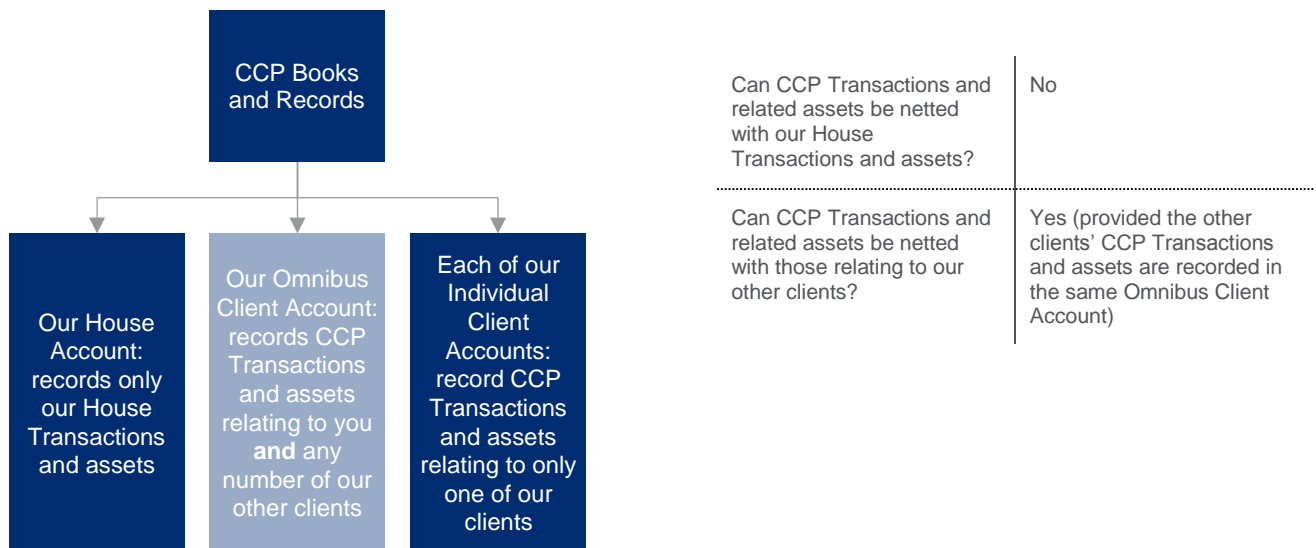 CCP Books
and Records
Our House
Account:
records only
our House
Transactions
and assets
Our Omnibus
Client Account:
records CCP
Transactions
and assets
relating to you
and any
number of our
other clients
Each of our
Individual
Client
Accounts:
record CCP
Transactions
and assets
relating to only
one of our
clients
Can CCP Transactions and
related assets be netted
with our House
Transactions and assets?
No
Can CCP Transactions and
related assets be netted
with those relating to our
other clients?
Yes (provided the other
clients’ CCP Transactions
and assets are recorded in
the same Omnibus Client
Account)